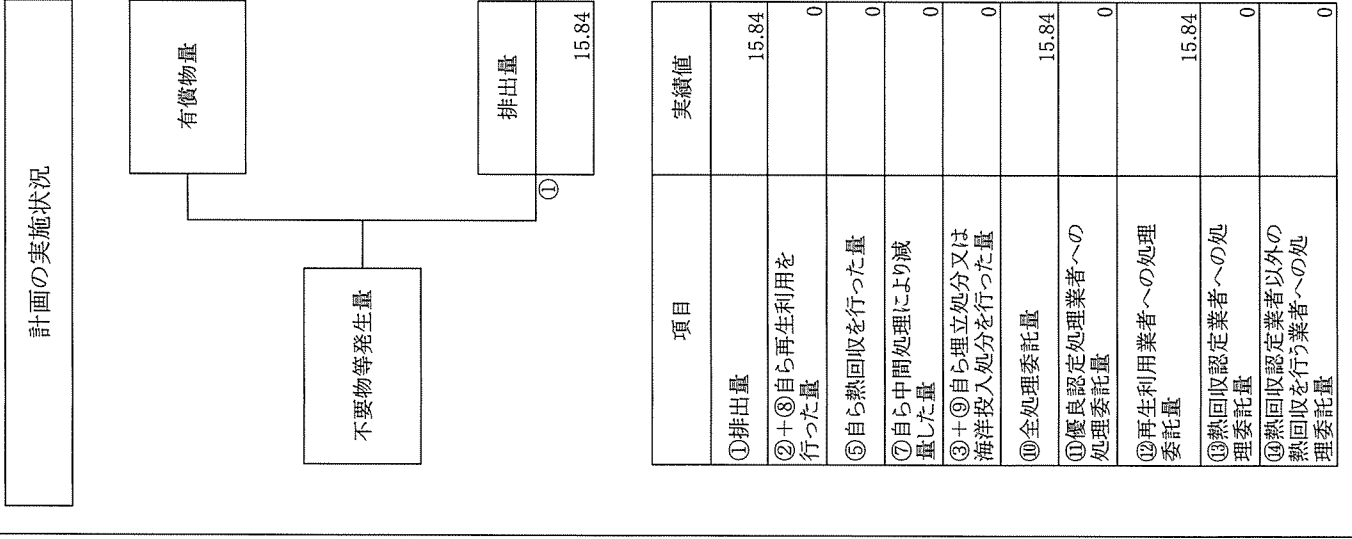 計画の実施状況
有償物量
不要物等発生量
①
排出量
15.84
項目
実績値
①排出量
15.84
②+⑧自ら再生利用を
行った量
0
⑤自ら熱回収を行った量
0
⑦自ら中間処理により減
量した量
0
③+⑨自ら埋立処分又は
海洋投入処分を行った量
0
⑩全処理委託量
15.84
⑪優良認定処理業者への
処理委託量
0
⑫再生利用業者への処理
委託量
15.84
⑬熱回収認定業者への処
理委託量
0
⑭熱回収認定業者以外の
熱回収を行う業者への処
理委託量
0